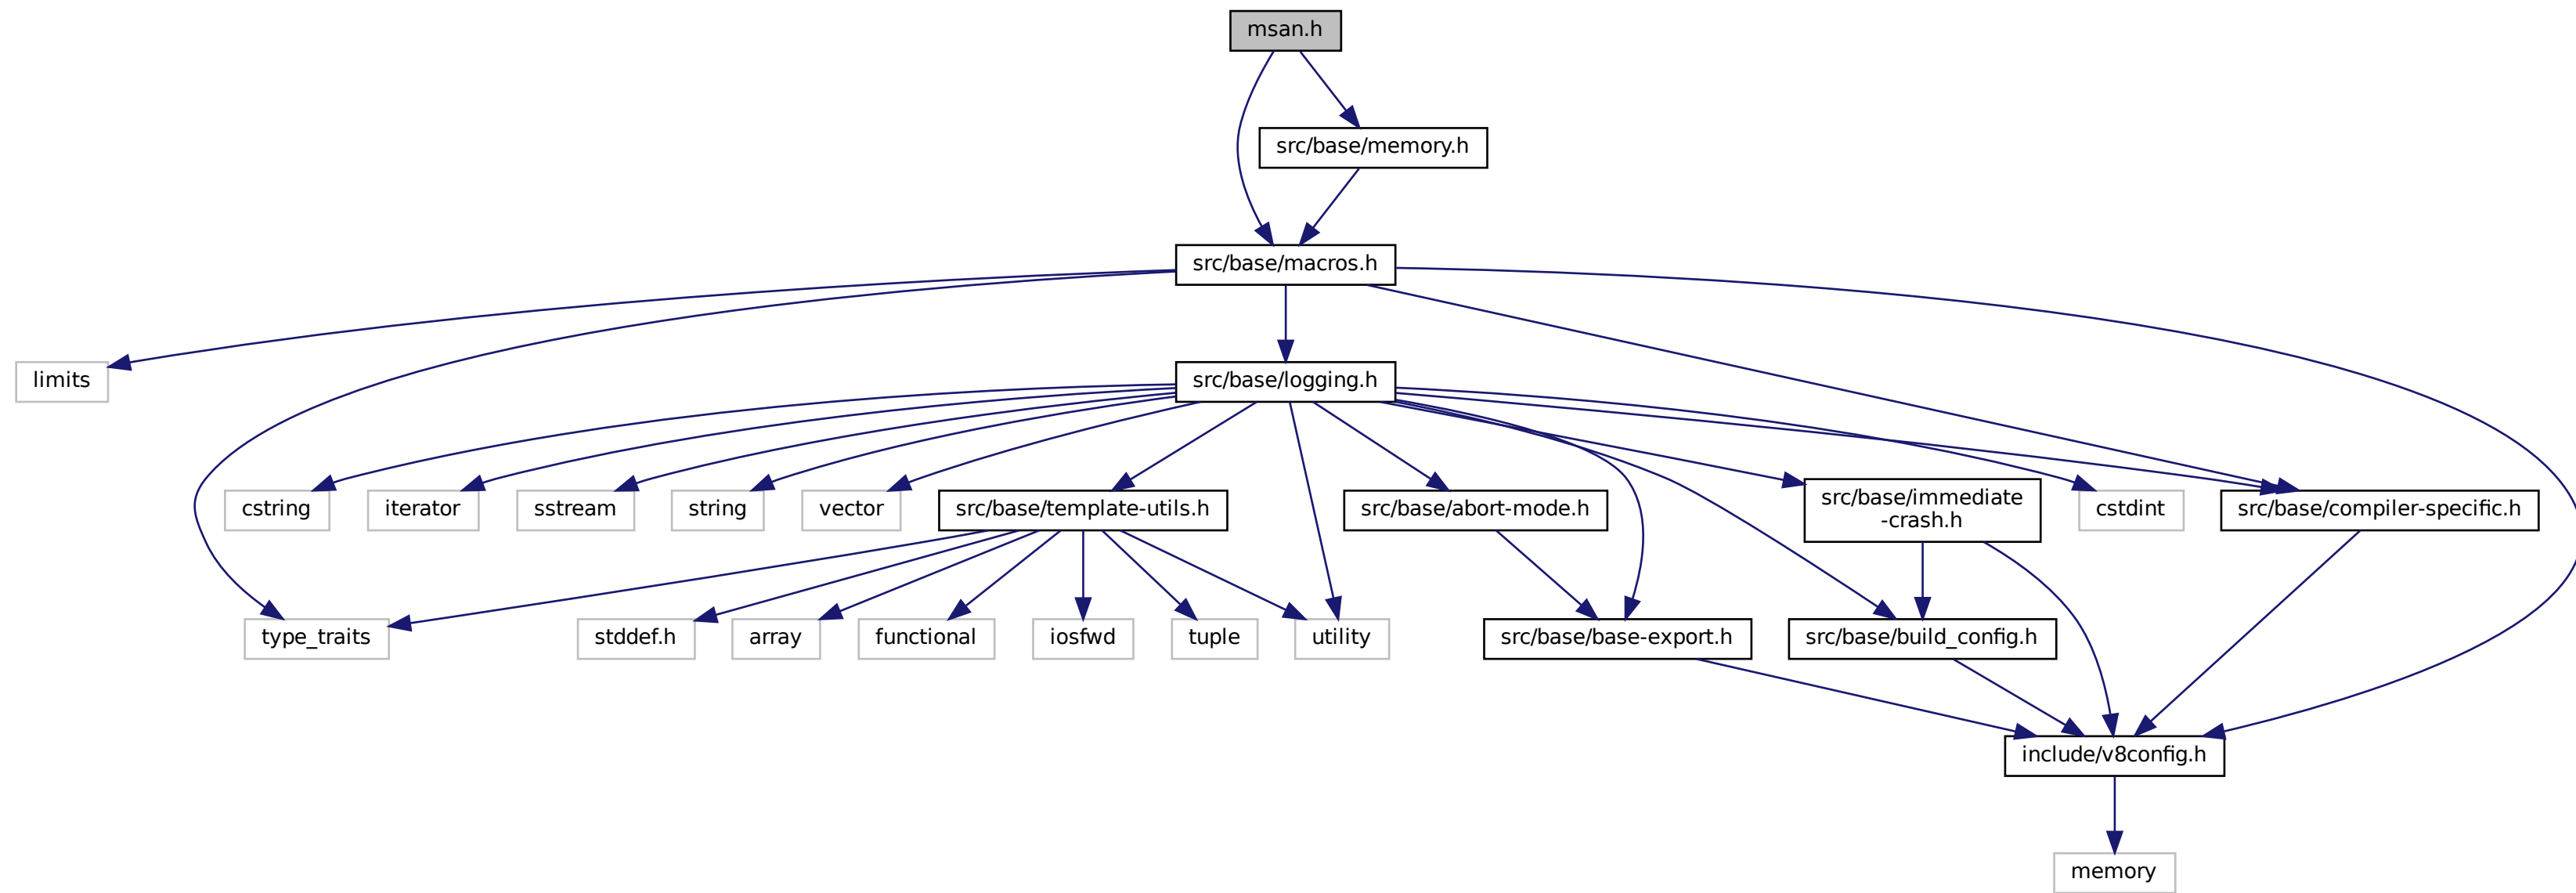 msan.h
src/base/memory.h
src/base/macros.h
limits
src/base/logging.h
cstring
iterator
sstream
string
vector
src/base/template-utils.h
src/base/abort-mode.h
src/base/immediate
-crash.h
cstdint
src/base/compiler-specific.h
type_traits
stddef.h
array
functional
iosfwd
tuple
utility
src/base/base-export.h
src/base/build_config.h
include/v8config.h
memory